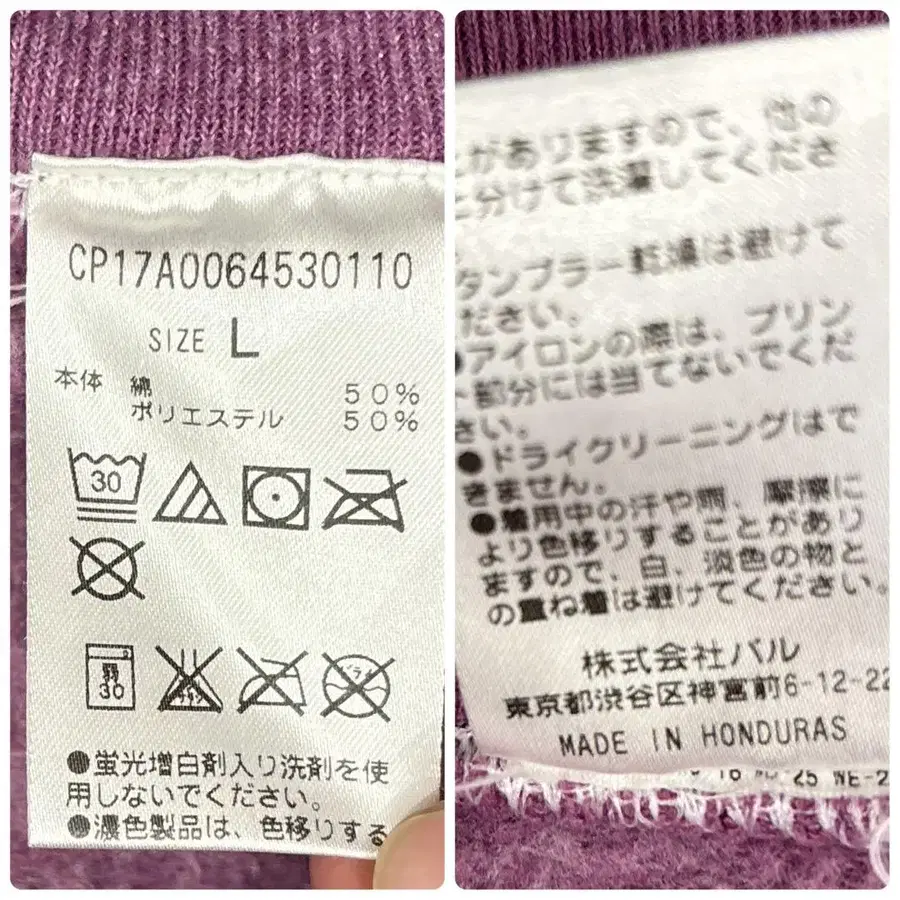 CP17A0064530110
SIZE L
本体 綿 50%
ポリエステル 50%
30
弱
30
ドライ
●蛍光増白剤入り洗剤を使
用しないでください。
●濃色製品は、色移りする
とがありますので、他の
に分けて洗濯してくださ
タンブラー乾燥は避けて
ださい。
●アイロンの際は、プリン
ト部分には当てないでくだ
さい。
●ドライクリーニングはで
きません。
●着用中の汗や雨、摩擦に
より色移りすることがあり
ますので、白、淡色の物と
の重ね着は避けてください。
株式会社バル
東京都渋谷区神宮前6-12-22
MADE IN HONDURAS